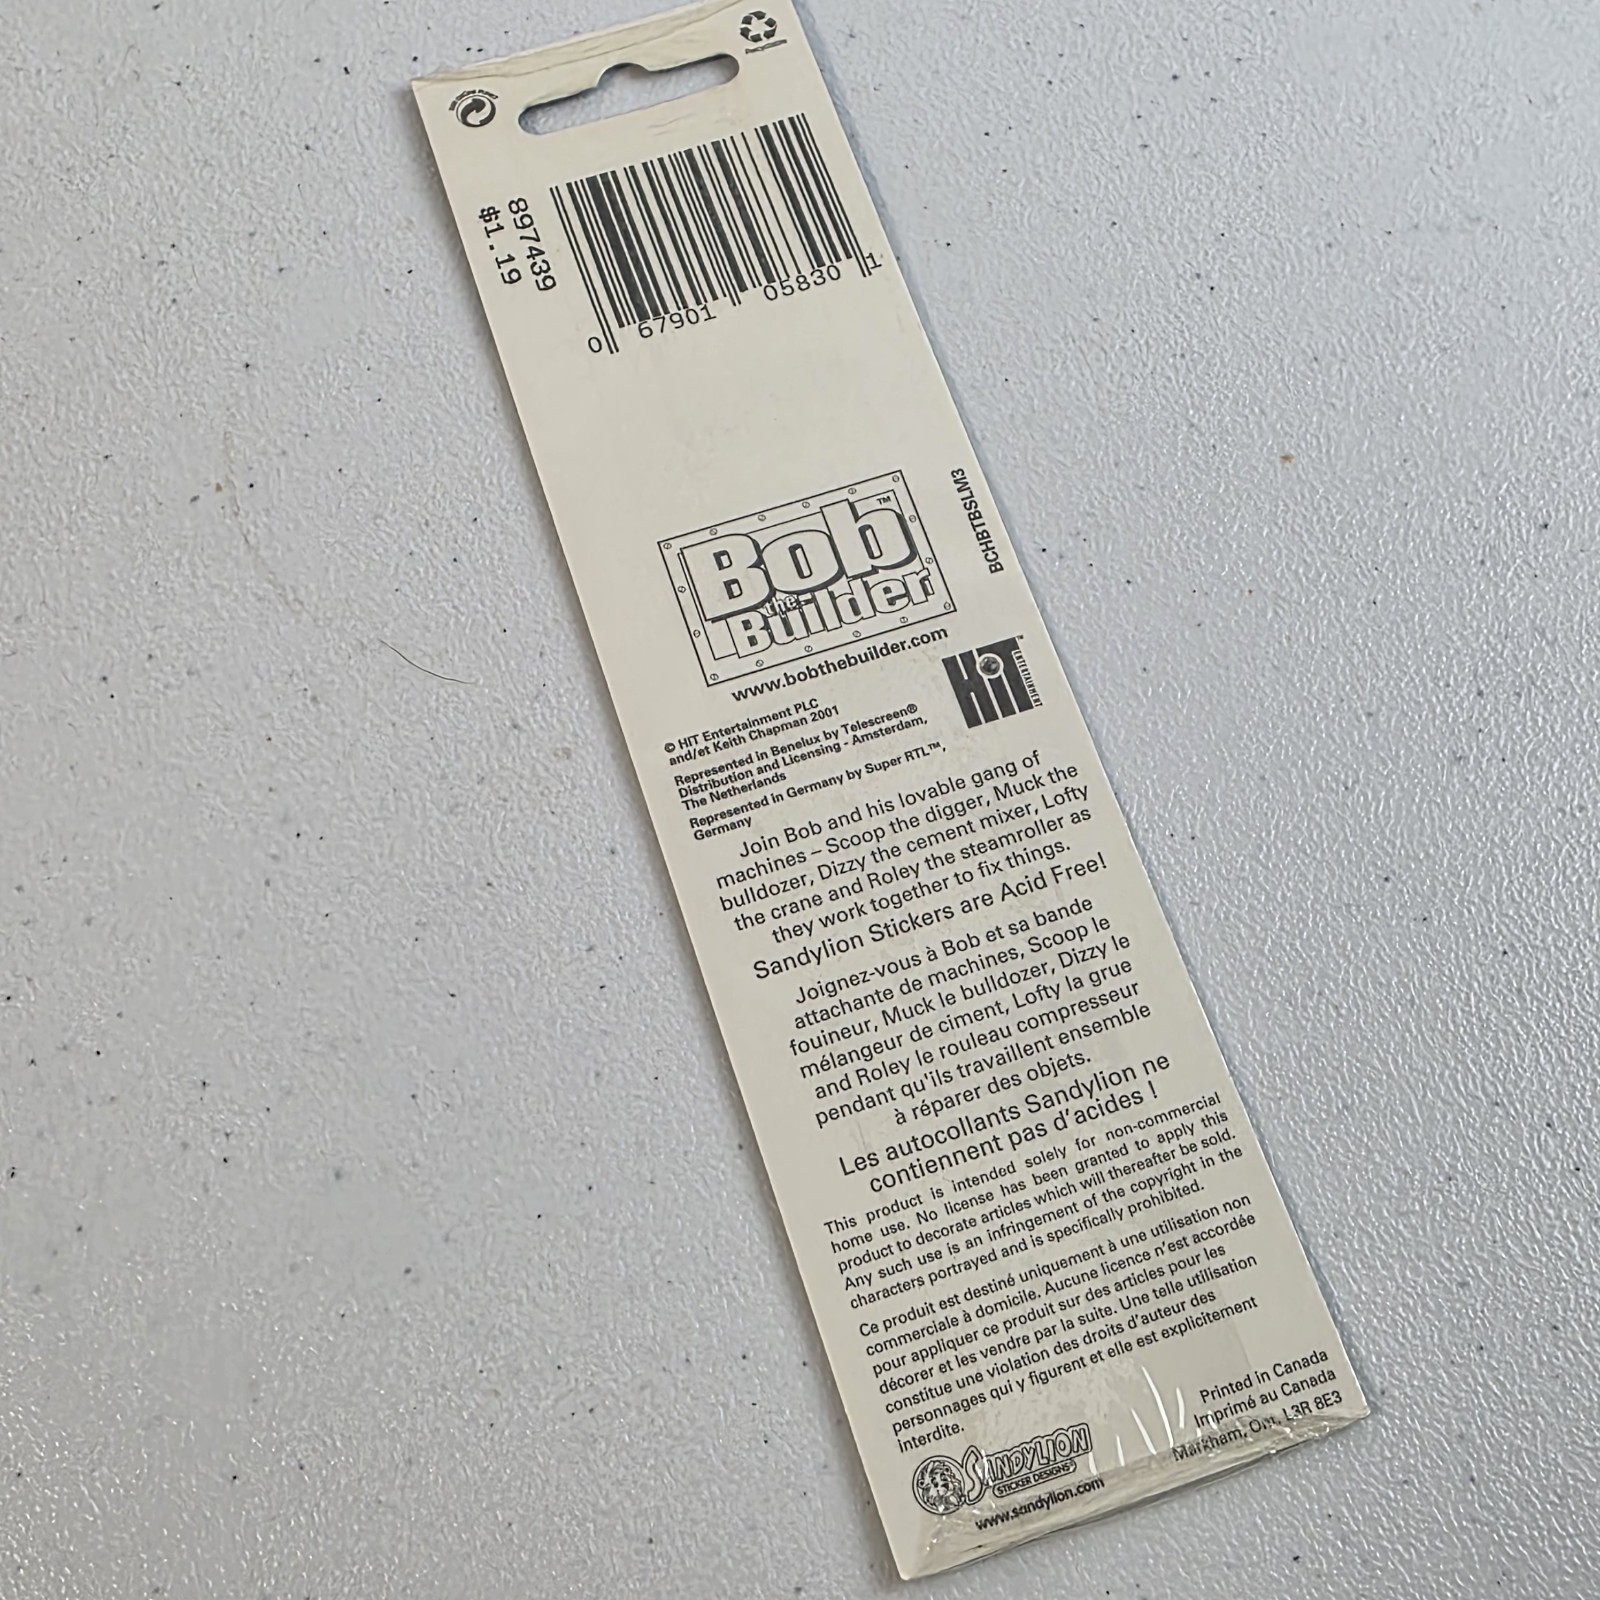 897439
$1.19
0 67901 05830 1
BCHBTBSLM3
Bob™
the
Builder
www.bobthebuilder.com
HiT™
ENTERTAINMENT
© HIT Entertainment PLC
and/et Keith Chapman 2001
Represented in Benelux by Telescreen®
Distribution and Licensing - Amsterdam,
The Netherlands
Represented in Germany by Super RTL™,
Germany
Join Bob and his lovable gang of
machines – Scoop the digger, Muck the
bulldozer, Dizzy the cement mixer, Lofty
the crane and Roley the steamroller as
they work together to fix things.
Sandylion Stickers are Acid Free!
Joignez-vous à Bob et sa bande
attachante de machines, Scoop le
fouineur, Muck le bulldozer, Dizzy le
mélangeur de ciment, Lofty la grue
and Roley le rouleau compresseur
pendant qu'ils travaillent ensemble
à réparer des objets.
Les autocollants Sandylion ne
contiennent pas d'acides !
This product is intended solely for non-commercial
home use. No license has been granted to apply this
product to decorate articles which will thereafter be sold.
Any such use is an infringement of the copyright in the
characters portrayed and is specifically prohibited.
Ce produit est destiné uniquement à une utilisation non
commerciale à domicile. Aucune licence n'est accordée
pour appliquer ce produit sur des articles pour les
décorer et les vendre par la suite. Une telle utilisation
constitue une violation des droits d'auteur des
personnages qui y figurent et elle est explicitement
interdite.
Printed in Canada
Imprimé au Canada
Markham, Ont. L3R 8E3
SANDYLION
STICKER DESIGNS®
www.sandylion.com